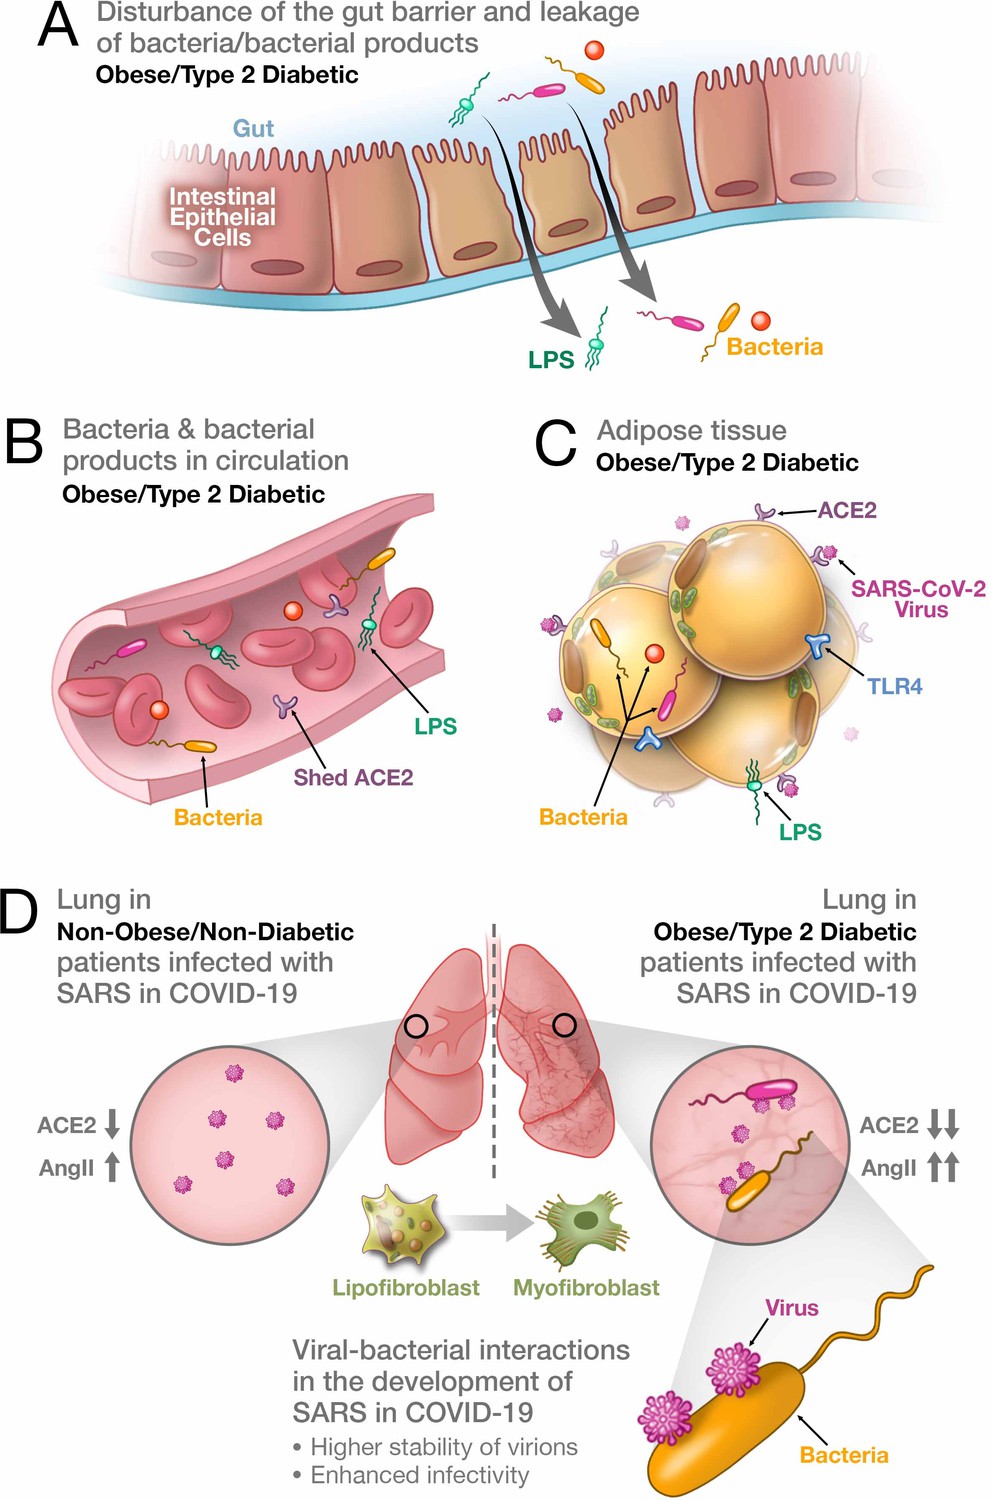 A
Disturbance of the gut barrier and leakage
of bacteria/bacterial products
Obese/Type 2 Diabetic
Gut
Intestinal
Epithelial
Cells
LPS
Bacteria
B
Bacteria & bacterial
products in circulation
Obese/Type 2 Diabetic
LPS
Shed ACE2
Bacteria
C
Adipose tissue
Obese/Type 2 Diabetic
ACE2
SARS-CoV-2
Virus
TLR4
Bacteria
LPS
D
Lung in
Non-Obese/Non-Diabetic
patients infected with
SARS in COVID-19
Lung in
Obese/Type 2 Diabetic
patients infected with
SARS in COVID-19
ACE2 ↓
AngII ↑
ACE2 ↓↓
AngII ↑↑
Lipofibroblast
Myofibroblast
Viral-bacterial interactions
in the development of
SARS in COVID-19
• Higher stability of virions
• Enhanced infectivity
Virus
Bacteria